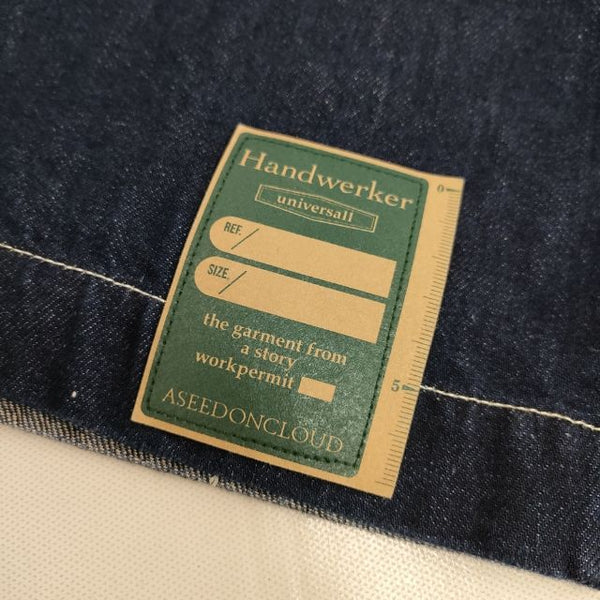 Handwerker
universall
REF. /
SIZE. /
the garment from
a story
workpermit
ASEEDONCLOUD
0
5